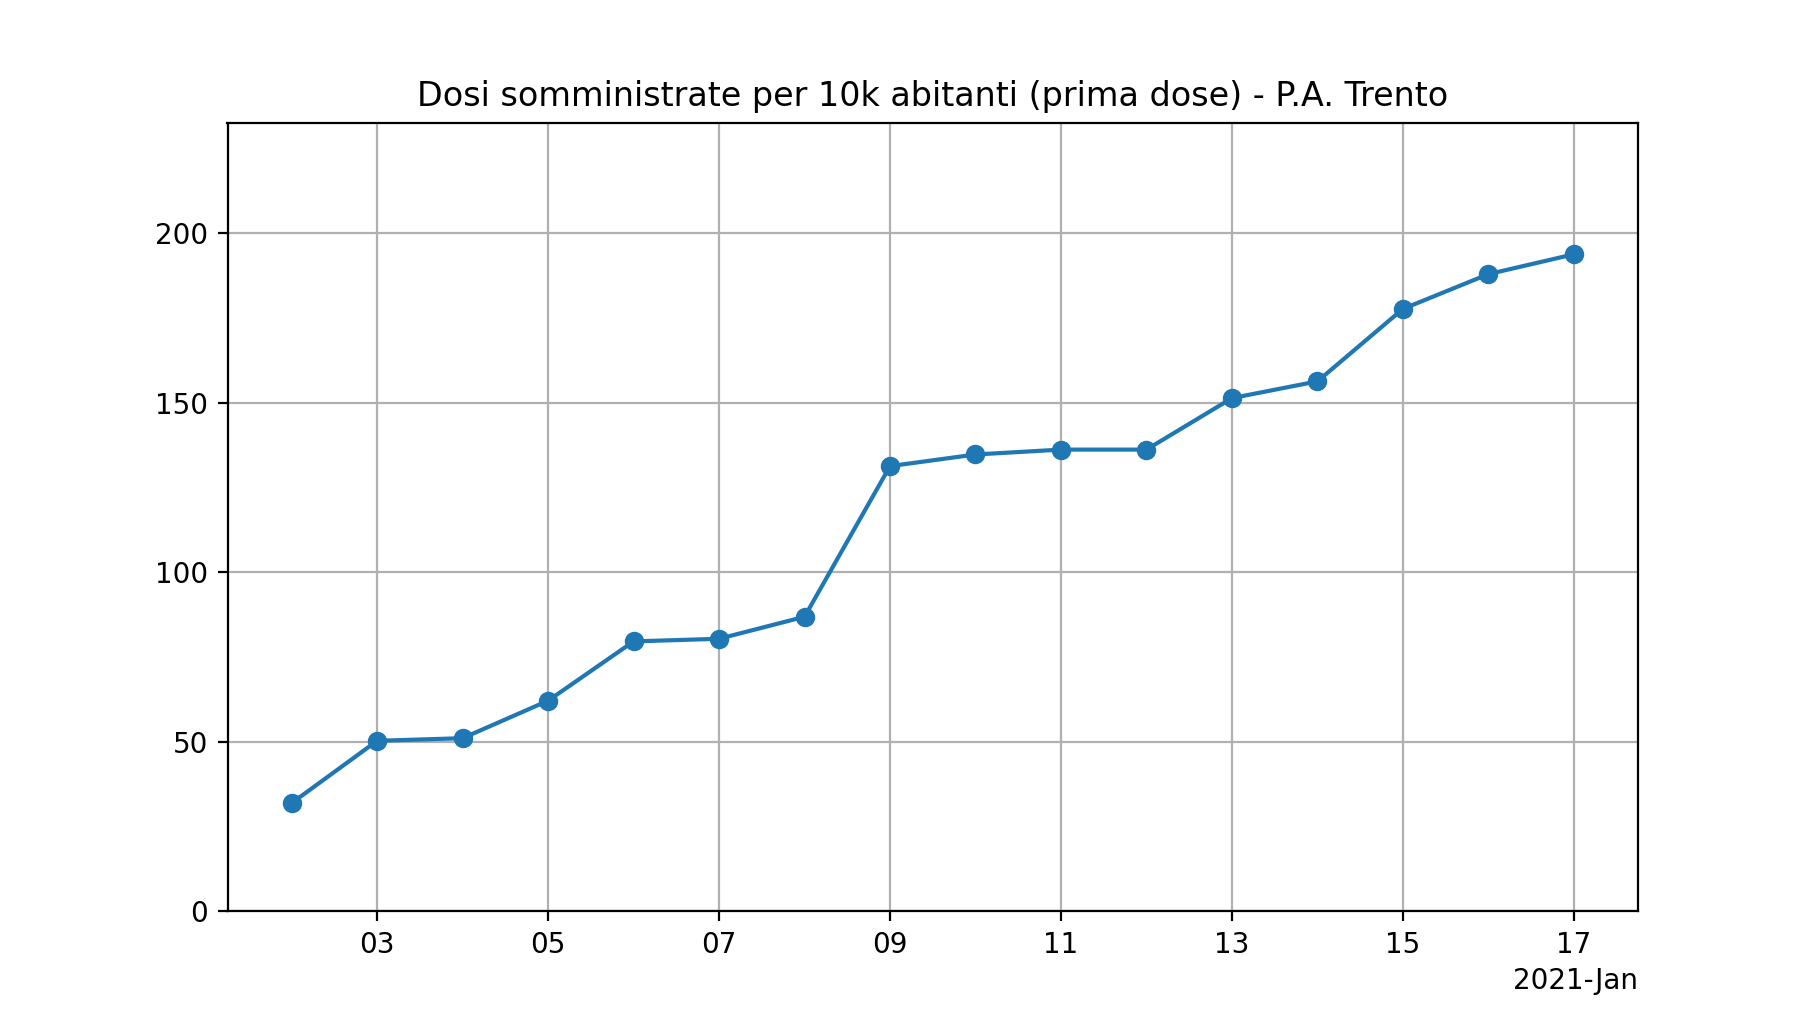 Dosi somministrate per 10k abitanti (prima dose) - P.A. Trento
200
150
100
50
0
03 05 07 09 11 13 15 17
2021-Jan